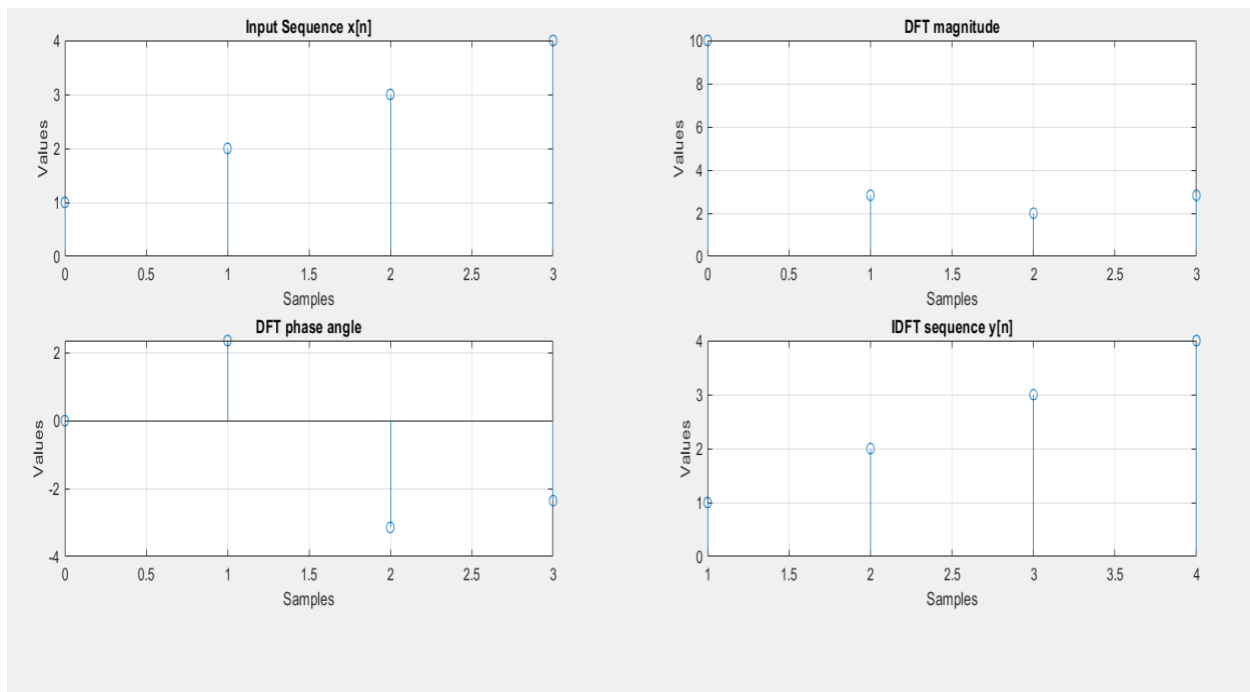 Input Sequence x[n]
4
3
2
1
0
Values
0 0.5 1 1.5 2 2.5 3
Samples
DFT magnitude
10
8
6
4
2
0
Values
0 0.5 1 1.5 2 2.5 3
Samples
DFT phase angle
2
0
-2
-4
Values
0 0.5 1 1.5 2 2.5 3
Samples
IDFT sequence y[n]
4
3
2
1
0
Values
1 1.5 2 2.5 3 3.5 4
Samples